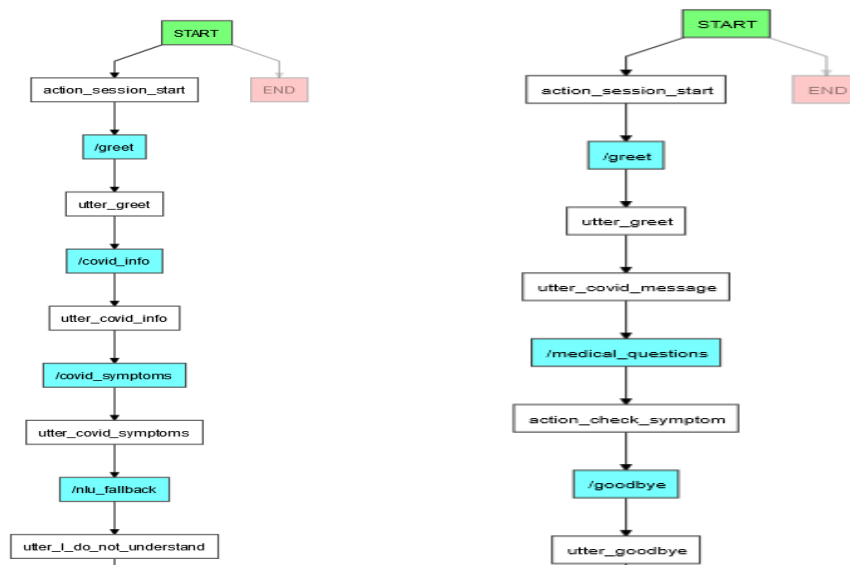 START
END
action_session_start
/greet
utter_greet
/covid_info
utter_covid_info
/covid_symptoms
utter_covid_symptoms
/nlu_fallback
utter_I_do_not_understand
START
END
action_session_start
/greet
utter_greet
utter_covid_message
/medical_questions
action_check_symptom
/goodbye
utter_goodbye